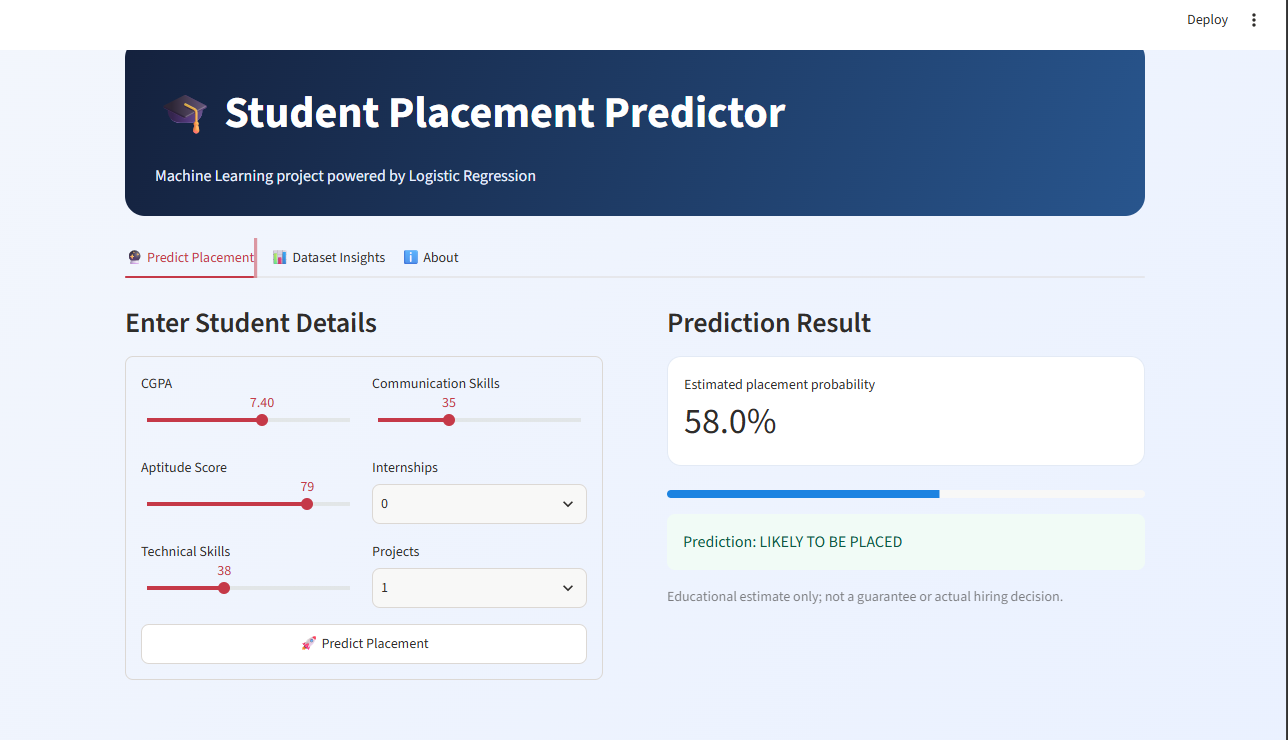 Deploy
Student Placement Predictor
Machine Learning project powered by Logistic Regression
Predict Placement
Dataset Insights
About
Enter Student Details
CGPA
7.40
Communication Skills
35
Aptitude Score
79
Internships
0
Technical Skills
38
Projects
1
Predict Placement
Prediction Result
Estimated placement probability
58.0%
Prediction: LIKELY TO BE PLACED
Educational estimate only; not a guarantee or actual hiring decision.